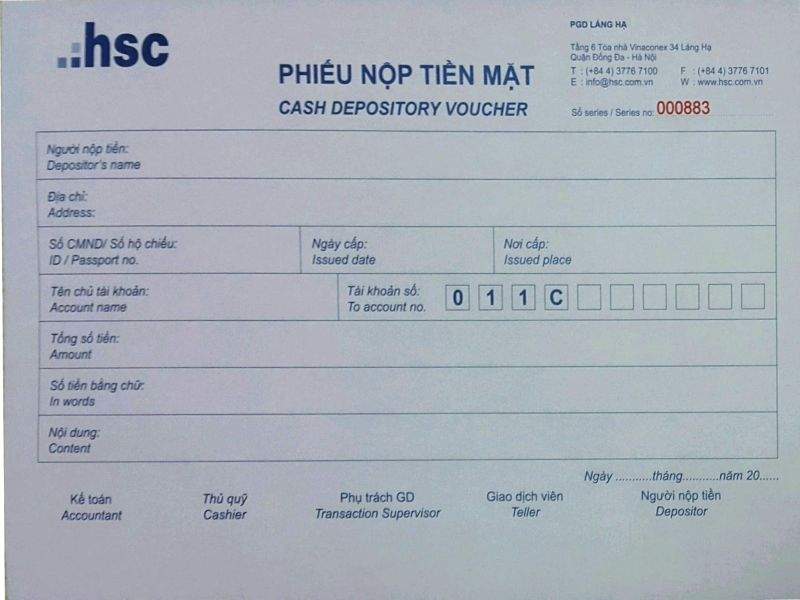 .:hsc
PGD LÁNG HẠ
Tầng 6 Tòa nhà Vinaconex 34 Láng Hạ
Quận Đống Đa - Hà Nội
T : (+84 4) 3776 7100 F : (+84 4) 3776 7101
E : info@hsc.com.vn W : www.hsc.com.vn
PHIẾU NỘP TIỀN MẶT
CASH DEPOSITORY VOUCHER
Số series / Series no: 000883
Người nộp tiền:
Depositor's name
Địa chỉ:
Address:
Số CMND/ Số hộ chiếu:
ID / Passport no.
Ngày cấp:
Issued date
Nơi cấp:
Issued place
Tên chủ tài khoản:
Account name
Tài khoản số:
To account no.
0 1 1 C
Tổng số tiền:
Amount
Số tiền bằng chữ:
In words
Nội dung:
Content
Ngày ...........tháng...........năm 20......
Kế toán
Accountant
Thủ quỹ
Cashier
Phụ trách GD
Transaction Supervisor
Giao dịch viên
Teller
Người nộp tiền
Depositor